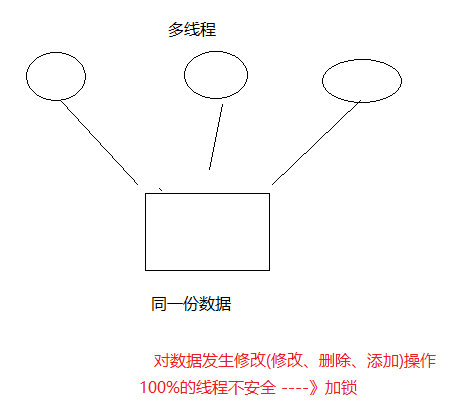 多线程
同一份数据
对数据发生修改(修改、删除、添加)操作
100%的线程不安全 ----》加锁